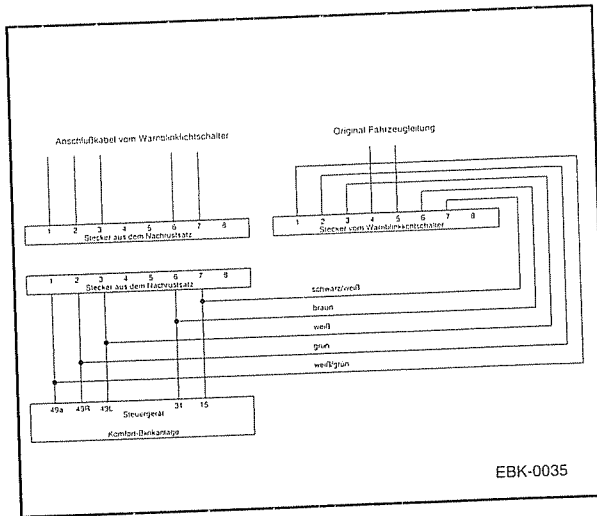 Anschlußkabel vom Warnblinklichtschalter
Original Fahrzeugleitung
1 2 3 4 5 6 7 8
Stecker aus dem Nachrüstsatz
1 2 3 4 5 6 7 8
Stecker vom Warnblinklichtschalter
1 2 3 4 5 6 7 8
Stecker aus dem Nachrüstsatz
schwarz/weiß
braun
weiß
grün
weiß/grün
49a 49R 49L 31 15
Steuergerät
Komfort-Blinkanlage
EBK-0035